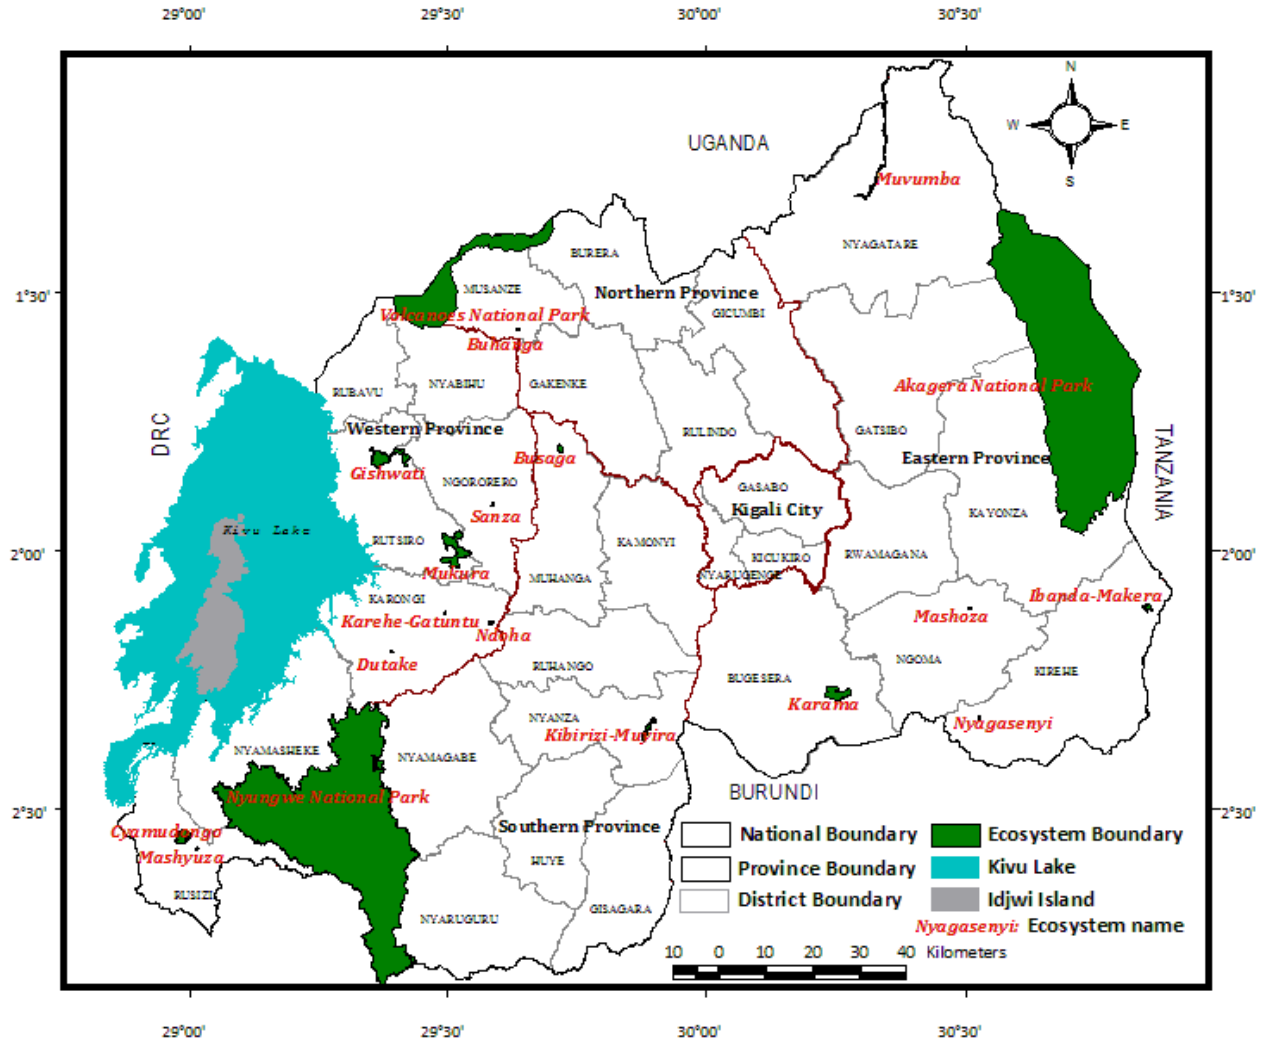 29°00' 29°30' 30°00' 30°30'
N
W E
S
UGANDA
Muvumba
NYAGATARE
BURERA
MUSANZE
Northern Province
1°30' 1°30'
GICUMBI
Volcanoes National Park
Buhanga
RUBAVU
NYABIHU
GAKENKE
Akagera National Park
DRC
Western Province
RULINDO
GATSIBO
TANZANIA
Busaga
Eastern Province
Gishwati
NGORORERO
GASABO
Kigali City
KAYONZA
Sanza
Kivu Lake
RUTSIRO
KAMONYI
KICUKIRO
RWAMAGANA
2°00' 2°00'
Mukura
MUHANGA
NYARUGENGE
KARONGI
Ibanda-Makera
Karehe-Gatuntu
Mashoza
Ndoha
Dutake
RUHANGO
NGOMA
KIREHE
BUGESERA
Karama
NYANZA
Nyagasenyi
Kibirizi-Muyira
NYAMASHEKE
NYAMAGABE
Nyungwe National Park
BURUNDI
2°30' 2°30'
Cyamudongo
Southern Province
Mashyuza
HUYE
RUSIZI
NYARUGURU
GISAGARA
National Boundary
Ecosystem Boundary
Province Boundary
Kivu Lake
District Boundary
Idjwi Island
Nyagasenyi: Ecosystem name
10 0 10 20 30 40 Kilometers
29°00' 29°30' 30°00' 30°30'